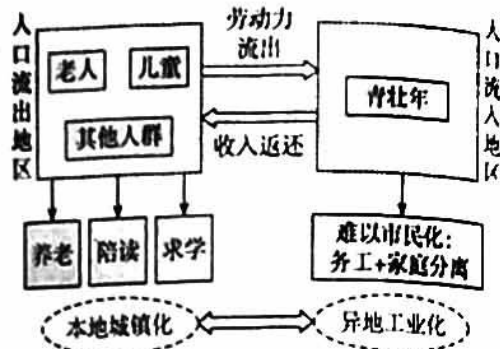 人口流出地区
老人
儿童
其他人群
劳动力
流出
收入返还
青壮年
人口流入地区
养老
陪读
求学
难以市民化:
务工+家庭分离
本地城镇化
异地工业化